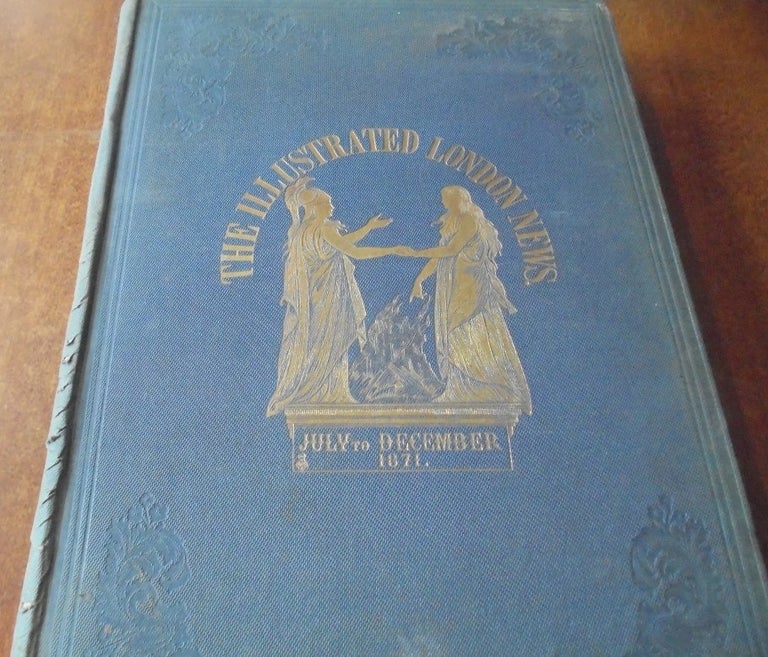 THE ILLUSTRATED LONDON NEWS.
JULY TO DECEMBER
1871.